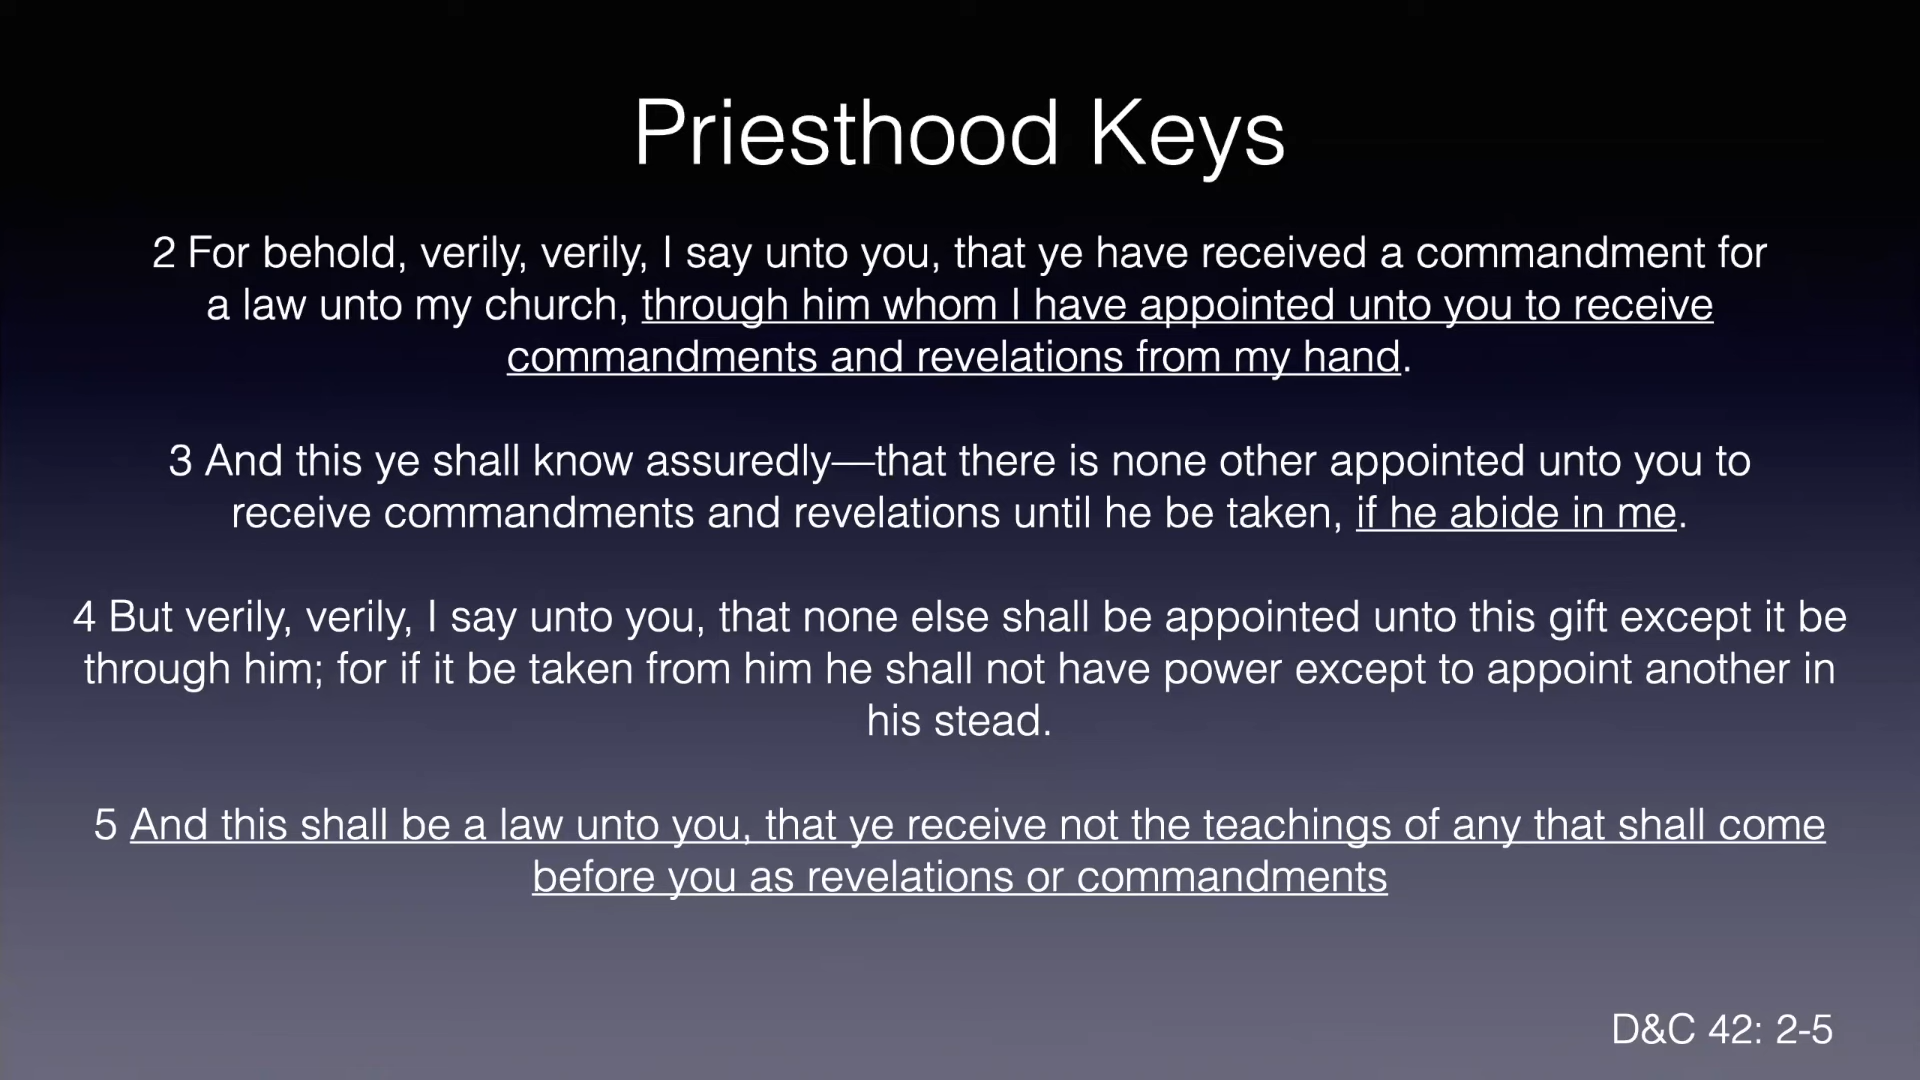 Priesthood Keys
2 For behold, verily, verily, I say unto you, that ye have received a commandment for
a law unto my church, through him whom I have appointed unto you to receive
commandments and revelations from my hand.
3 And this ye shall know assuredly—that there is none other appointed unto you to
receive commandments and revelations until he be taken, if he abide in me.
4 But verily, verily, I say unto you, that none else shall be appointed unto this gift except it be
through him; for if it be taken from him he shall not have power except to appoint another in
his stead.
5 And this shall be a law unto you, that ye receive not the teachings of any that shall come
before you as revelations or commandments
D&C 42: 2-5